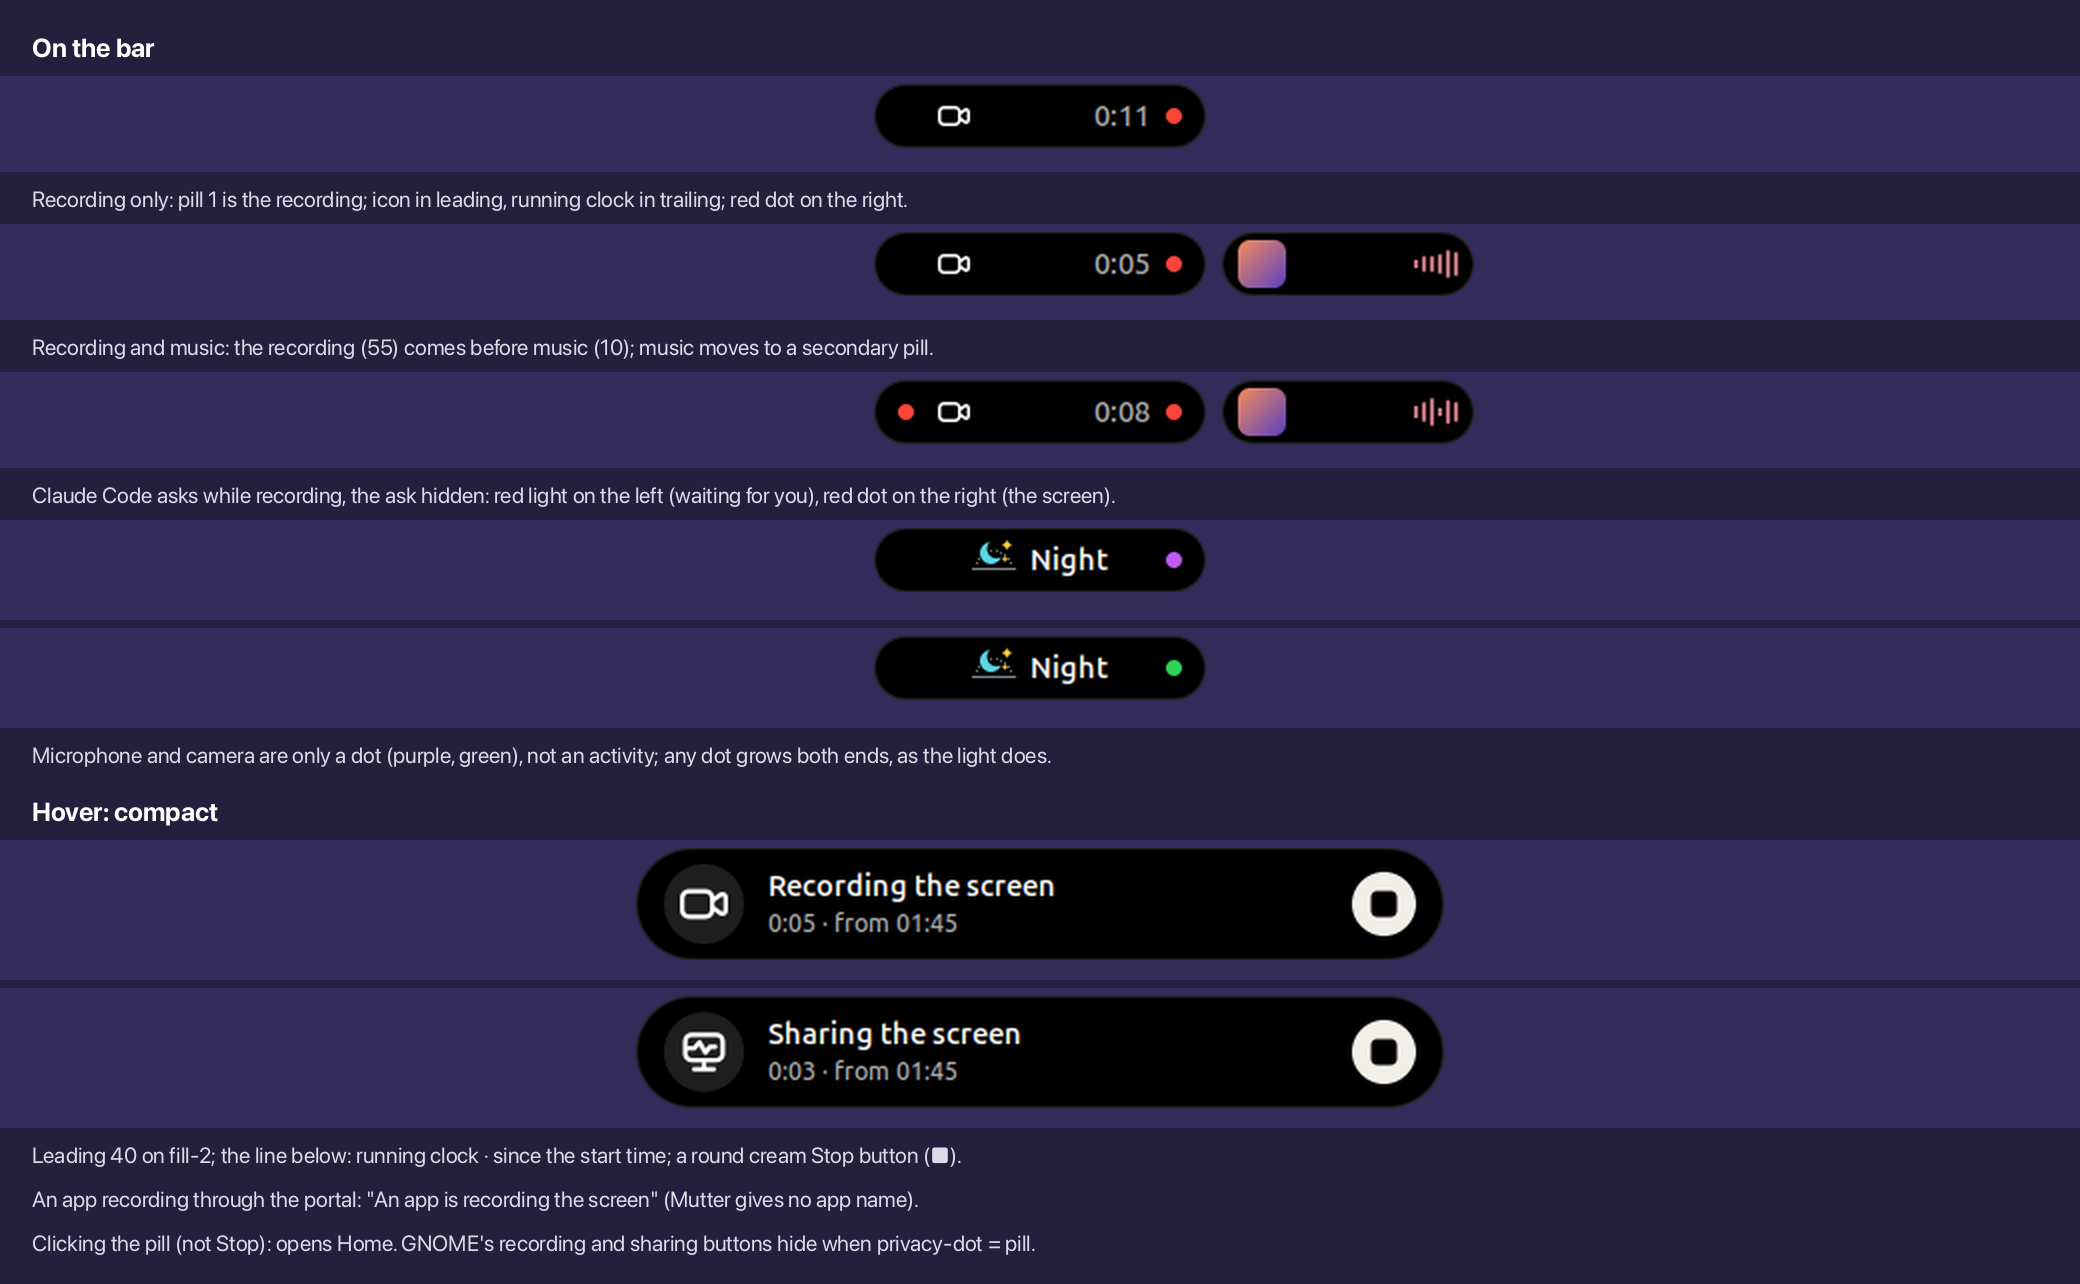 On the bar
0:11
Recording only: pill 1 is the recording; icon in leading, running clock in trailing; red dot on the right.
0:05
Recording and music: the recording (55) comes before music (10); music moves to a secondary pill.
0:08
Claude Code asks while recording, the ask hidden: red light on the left (waiting for you), red dot on the right (the screen).
Night
Night
Microphone and camera are only a dot (purple, green), not an activity; any dot grows both ends, as the light does.
Hover: compact
Recording the screen
0:05 · from 01:45
Sharing the screen
0:03 · from 01:45
Leading 40 on fill-2; the line below: running clock · since the start time; a round cream Stop button (■).
An app recording through the portal: "An app is recording the screen" (Mutter gives no app name).
Clicking the pill (not Stop): opens Home. GNOME's recording and sharing buttons hide when privacy-dot = pill.